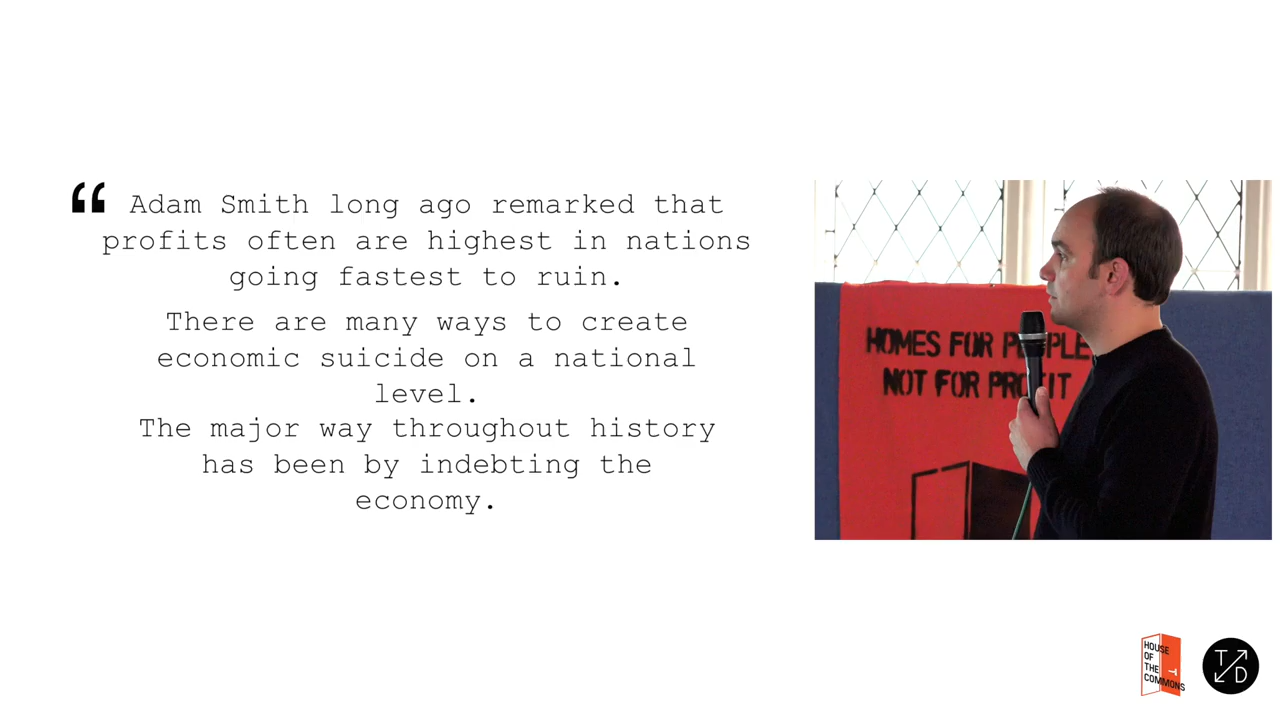 “ Adam Smith long ago remarked that
profits often are highest in nations
going fastest to ruin.
There are many ways to create
economic suicide on a national
level.
The major way throughout history
has been by indebting the
economy.
HOMES FOR PEOPLE
NOT FOR PROFIT
HOUSE
OF
THE
COMMONS
T
D